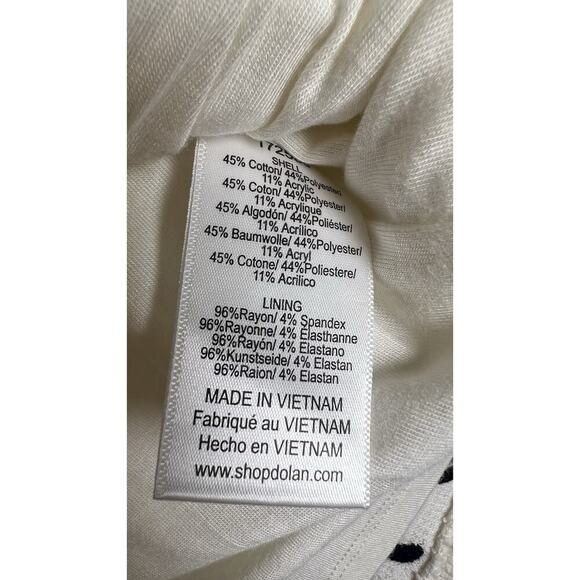 SHELL
45% Cotton/ 44%Polyester/
11% Acrylic
45% Coton/ 44%Polyester/
11% Acrylique
45% Algodón/ 44%Poliéster/
11% Acrílico
45% Baumwolle/ 44% Polyester/
11% Acryl
45% Cotone/ 44%Poliestere/
11% Acrilico
LINING
96%Rayon/ 4% Spandex
96%Rayonne/ 4% Élasthanne
96%Rayón/ 4% Elastano
96%Kunstseide/ 4% Elastan
96%Raion/ 4% Elastan
MADE IN VIETNAM
Fabriqué au VIETNAM
Hecho en VIETNAM
www.shopdolan.com